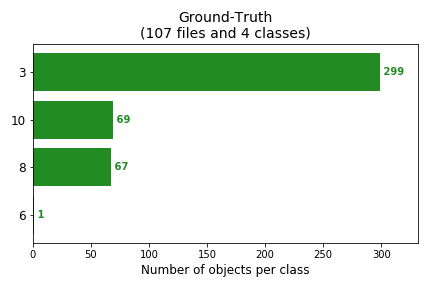 Ground-Truth
(107 files and 4 classes)
3 299
10 69
8 67
6 1
0 50 100 150 200 250 300
Number of objects per class